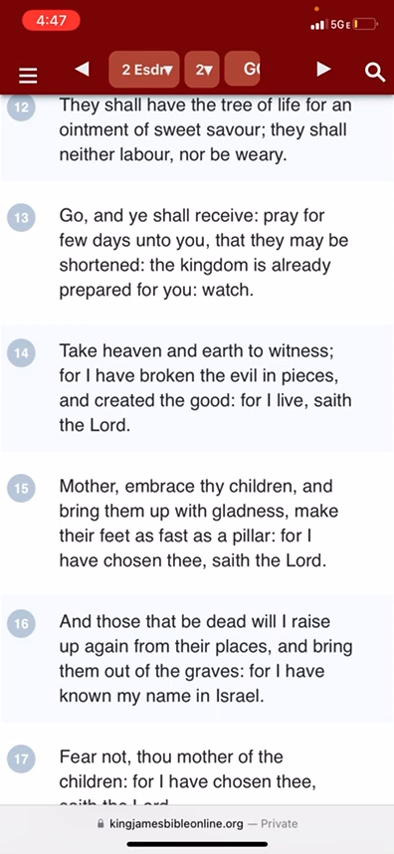 4:47
5GE
2 Esdr▾
2▾
12 They shall have the tree of life for an
ointment of sweet savour; they shall
neither labour, nor be weary.
13 Go, and ye shall receive: pray for
few days unto you, that they may be
shortened: the kingdom is already
prepared for you: watch.
14 Take heaven and earth to witness;
for I have broken the evil in pieces,
and created the good: for I live, saith
the Lord.
15 Mother, embrace thy children, and
bring them up with gladness, make
their feet as fast as a pillar: for I
have chosen thee, saith the Lord.
16 And those that be dead will I raise
up again from their places, and bring
them out of the graves: for I have
known my name in Israel.
17 Fear not, thou mother of the
children: for I have chosen thee,
saith the Lord
kingjamesbibleonline.org — Private